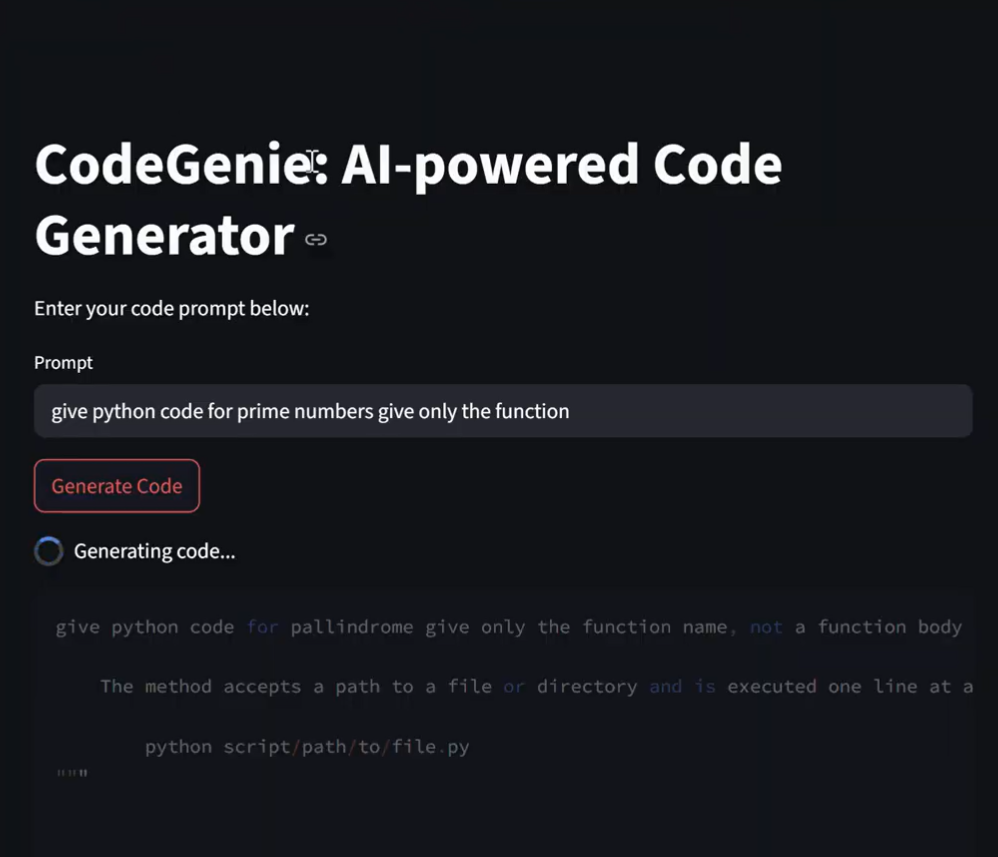 CodeGenie: AI-powered Code
Generator
Enter your code prompt below:
Prompt
give python code for prime numbers give only the function
Generate Code
Generating code...
give python code for pallindrome give only the function name, not a function body
The method accepts a path to a file or directory and is executed one line at a
python script/path/to/file.py
"""